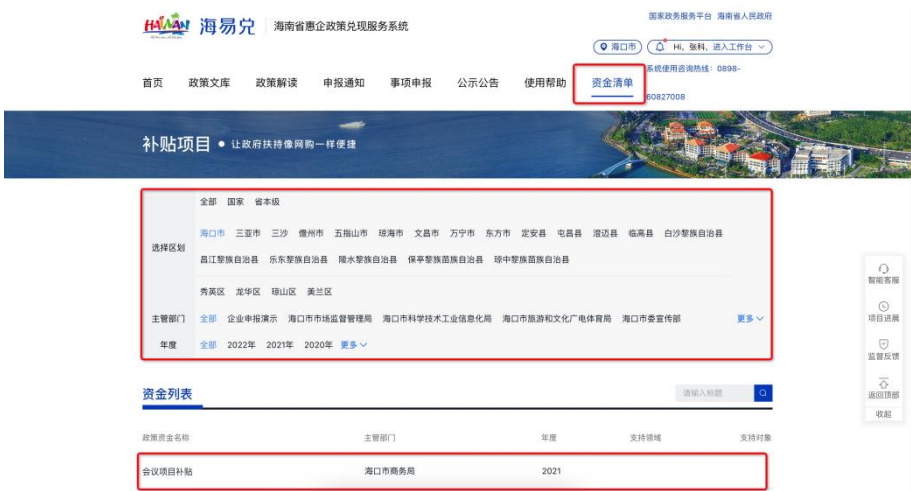 国家政务服务平台 海南省人民政府
HAINAN 海易兑 海南省惠企政策兑现服务系统
海口市 Hi, 张科, 进入工作台
系统使用咨询热线：0898-
60827008
首页 政策文库 政策解读 申报通知 事项申报 公示公告 使用帮助 资金清单
补贴项目 • 让政府扶持像网购一样便捷
全部 国家 省本级
选择区划
海口市 三亚市 三沙 儋州市 五指山市 琼海市 文昌市 万宁市 东方市 定安县 屯昌县 澄迈县 临高县 白沙黎族自治县
昌江黎族自治县 乐东黎族自治县 陵水黎族自治县 保亭黎族苗族自治县 琼中黎族苗族自治县
秀英区 龙华区 琼山区 美兰区
主管部门 全部 企业申报演示 海口市市场监督管理局 海口市科学技术工业信息化局 海口市旅游和文化广电体育局 海口市委宣传部 更多
年度 全部 2022年 2021年 2020年 更多
智能客服
项目进展
监督反馈
返回顶部
收起
资金列表 请输入标题
政策资金名称 主管部门 年度 支持领域 支持对象
会议项目补贴 海口市商务局 2021